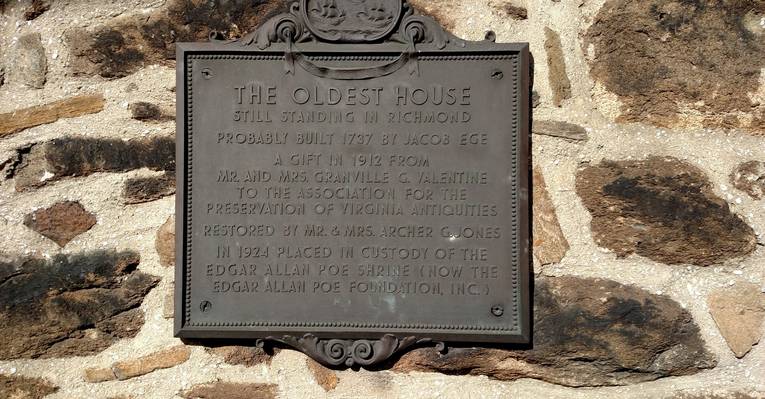 THE OLDEST HOUSE
STILL STANDING IN RICHMOND
PROBABLY BUILT 1737 BY JACOB EGE
A GIFT IN 1912 FROM
MR. AND MRS. GRANVILLE G. VALENTINE
TO THE ASSOCIATION FOR THE
PRESERVATION OF VIRGINIA ANTIQUITIES
RESTORED BY MR. & MRS. ARCHER G. JONES
IN 1924 PLACED IN CUSTODY OF THE
EDGAR ALLAN POE SHRINE (NOW THE
EDGAR ALLAN POE FOUNDATION, INC.)